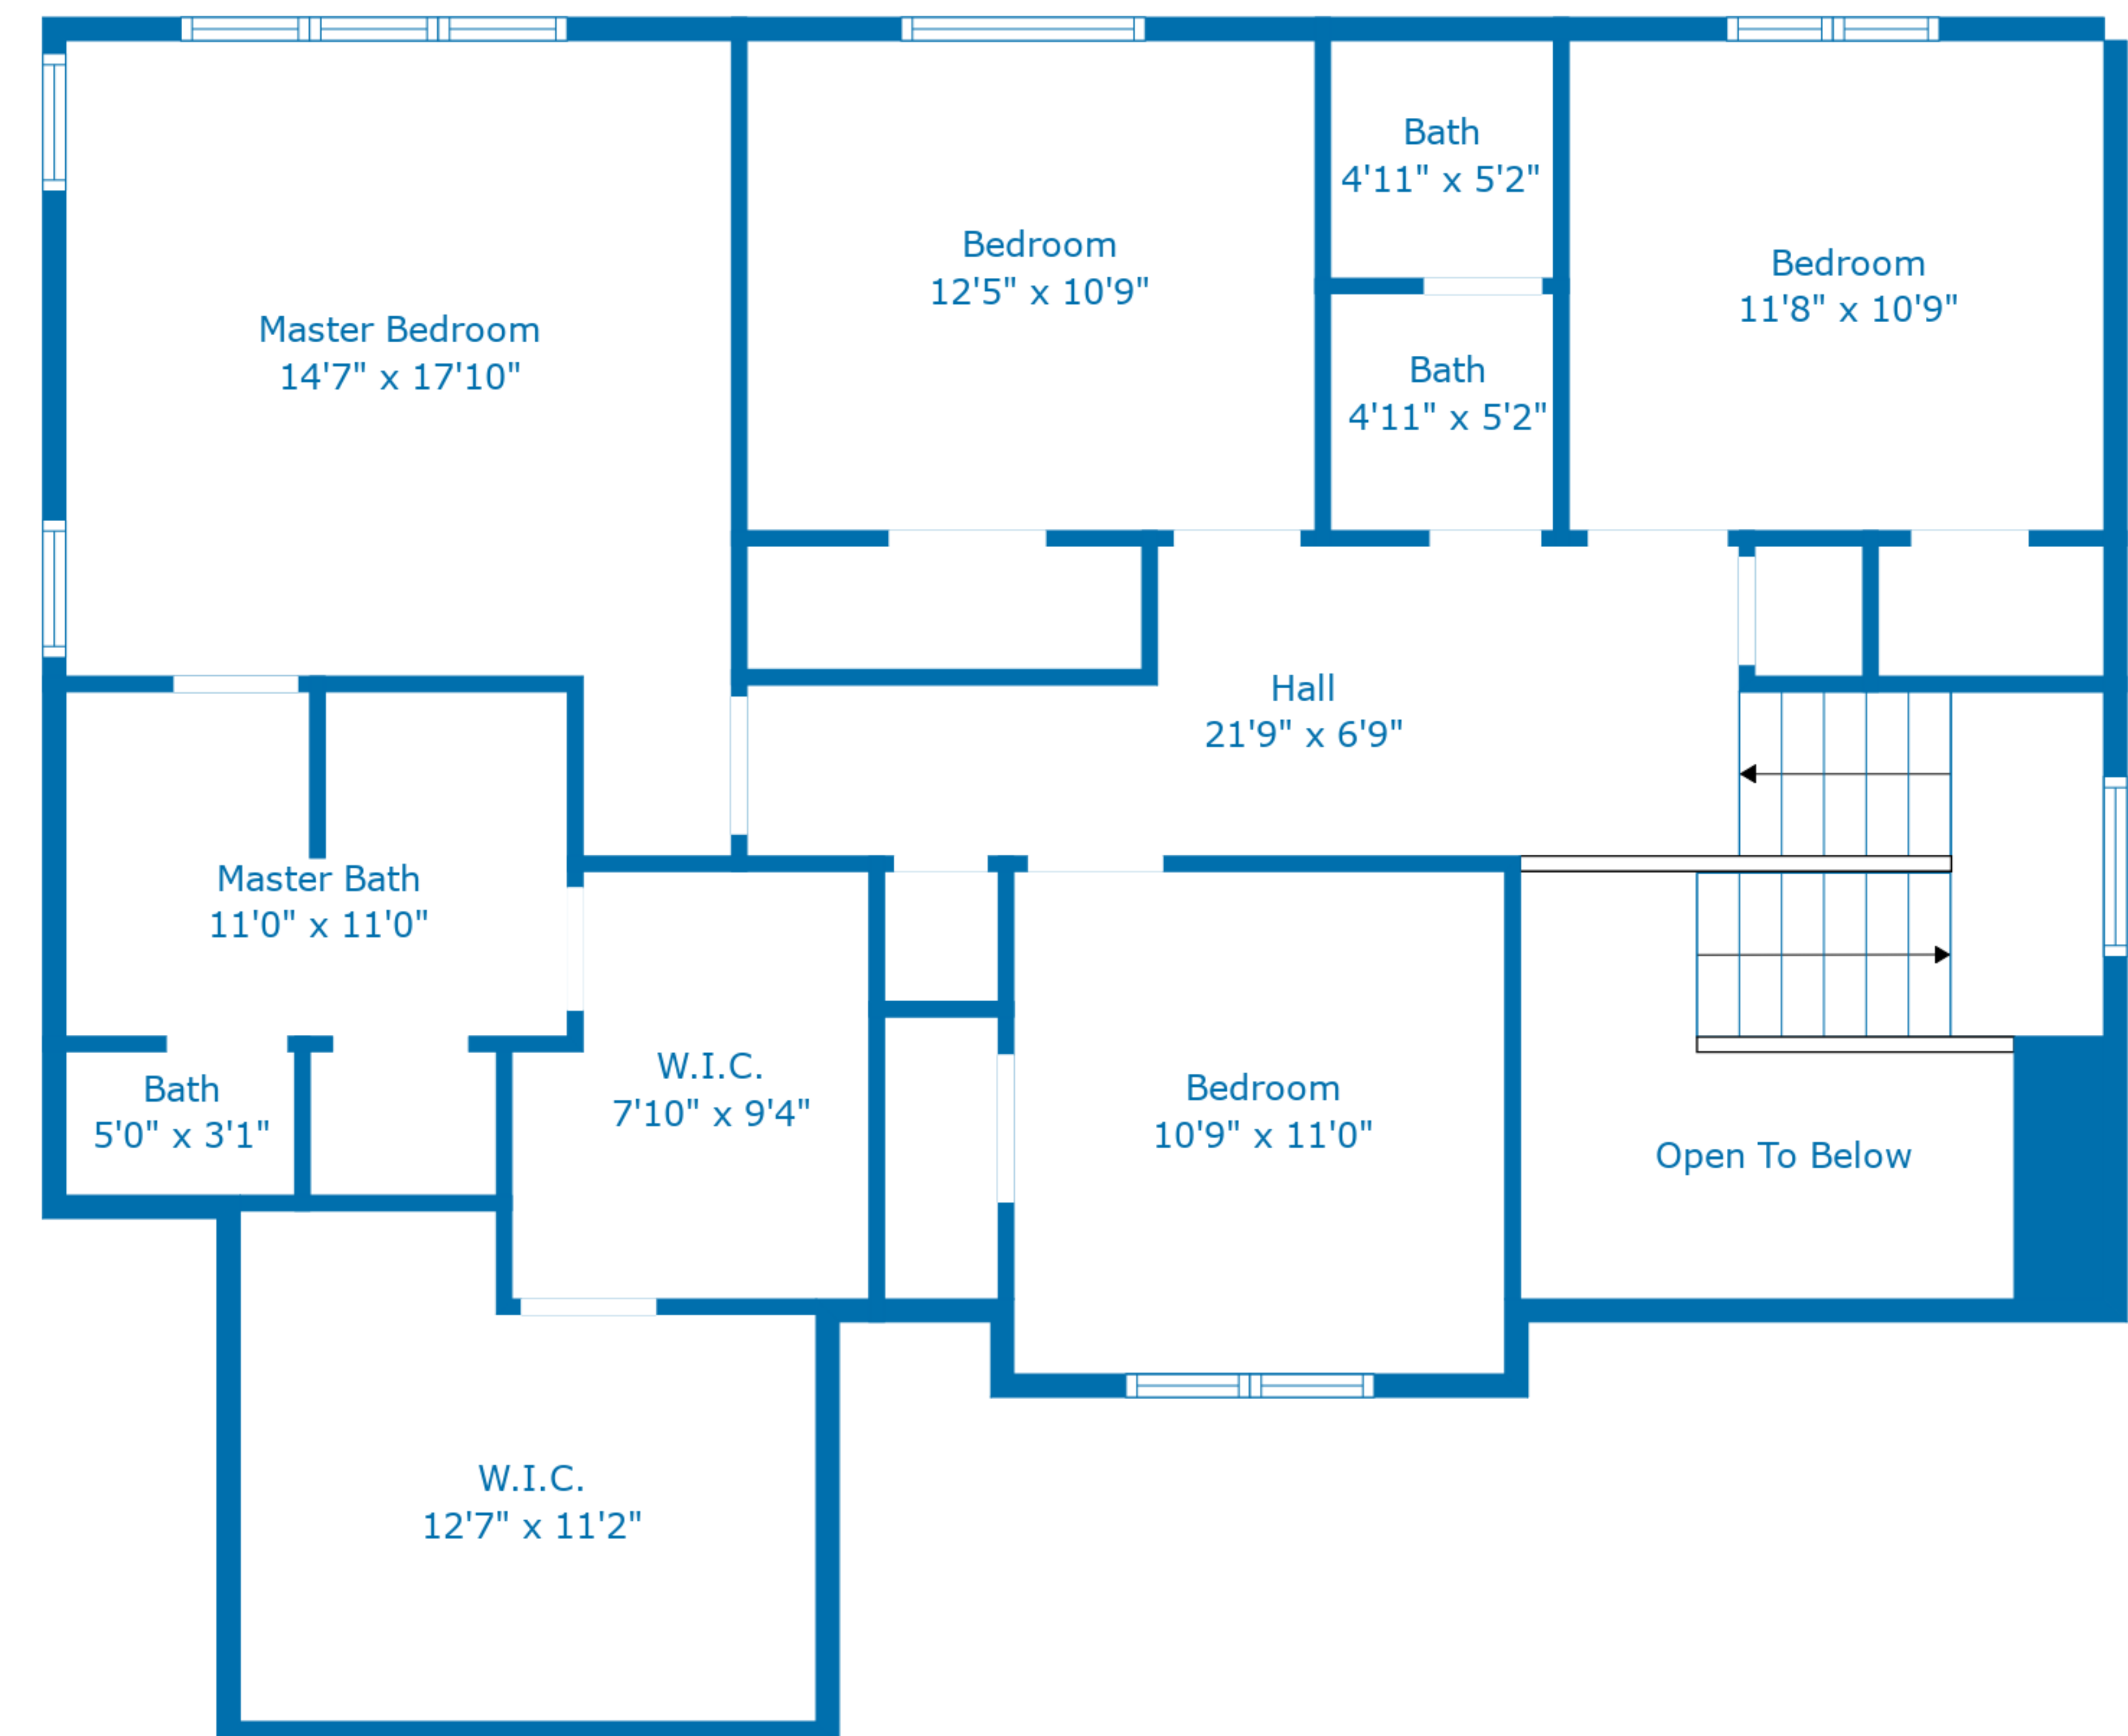 Bath
4'11" x 5'2"
Bedroom
12'5" x 10'9"
Bedroom
11'8" x 10'9"
Master Bedroom
14'7" x 17'10"
Bath
4'11" x 5'2"
Hall
21'9" x 6'9"
Master Bath
11'0" x 11'0"
W.I.C.
7'10" x 9'4"
Bath
5'0" x 3'1"
Bedroom
10'9" x 11'0"
Open To Below
W.I.C.
12'7" x 11'2"